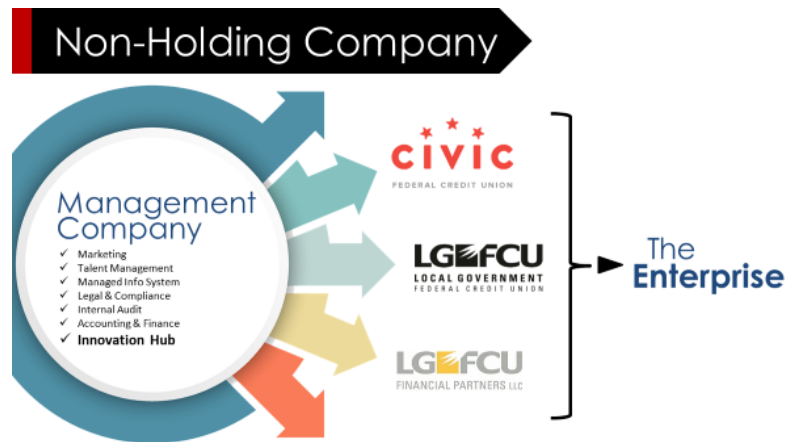 Non-Holding Company
Management
Company
✓ Marketing
✓ Talent Management
✓ Managed Info System
✓ Legal & Compliance
✓ Internal Audit
✓ Accounting & Finance
✓ Innovation Hub
CIVIC
FEDERAL CREDIT UNION
LGFCU
LOCAL GOVERNMENT
FEDERAL CREDIT UNION
LGFCU
FINANCIAL PARTNERS LLC
The
Enterprise